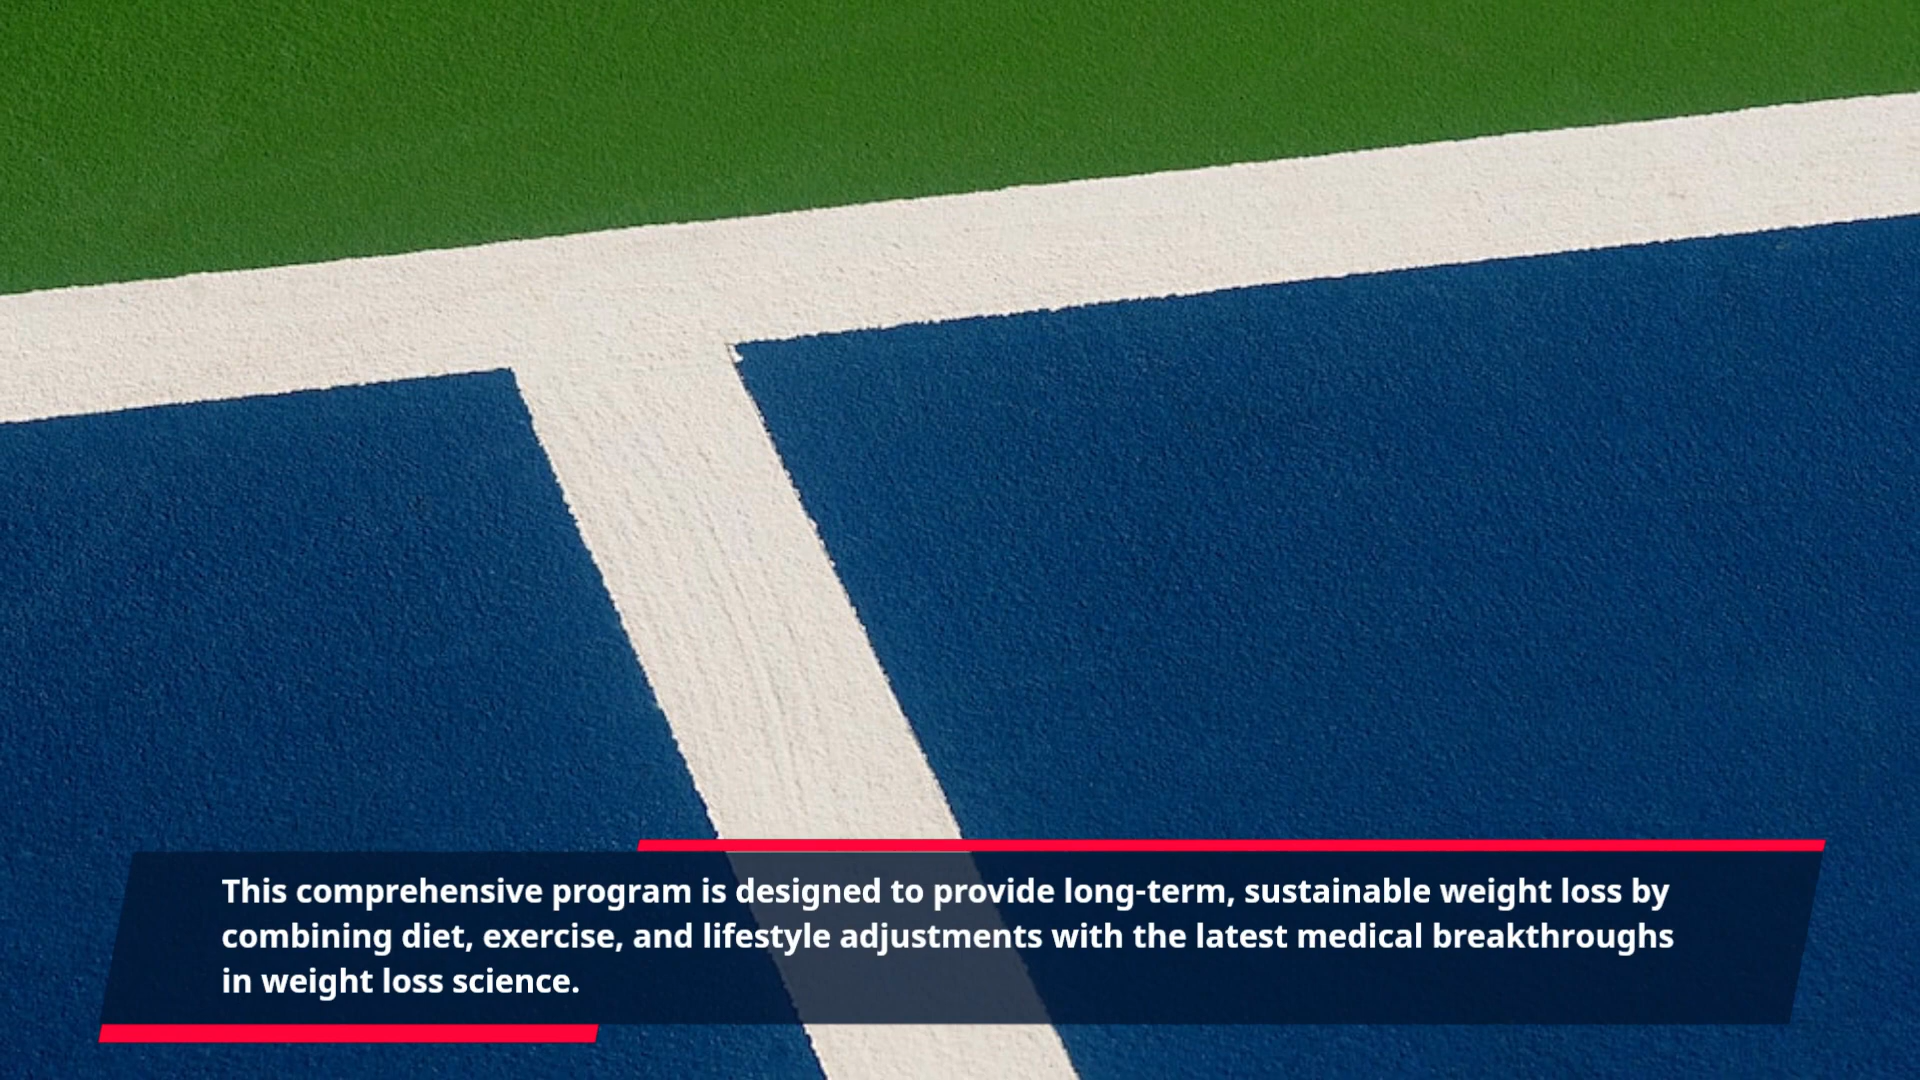 This comprehensive program is designed to provide long-term, sustainable weight loss by
combining diet, exercise, and lifestyle adjustments with the latest medical breakthroughs
in weight loss science.